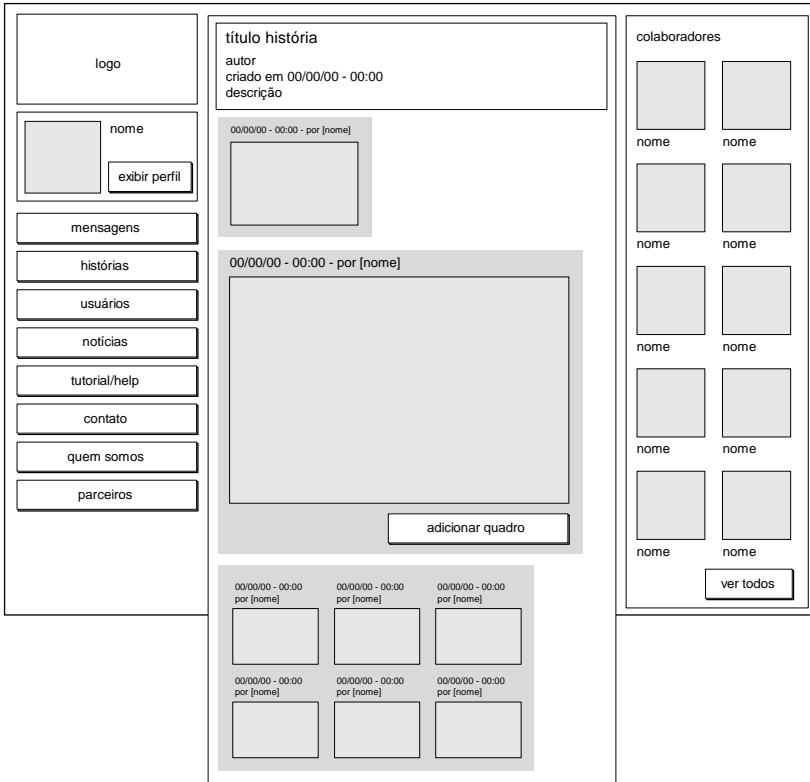 logo
nome
exibir perfil
mensagens
histórias
usuários
notícias
tutorial/help
contato
quem somos
parceiros
título história
autor
criado em 00/00/00 - 00:00
descrição
00/00/00 - 00:00 - por [nome]
00/00/00 - 00:00 - por [nome]
adicionar quadro
00/00/00 - 00:00
por [nome]
00/00/00 - 00:00
por [nome]
00/00/00 - 00:00
por [nome]
00/00/00 - 00:00
por [nome]
00/00/00 - 00:00
por [nome]
00/00/00 - 00:00
por [nome]
colaboradores
nome
nome
nome
nome
nome
nome
nome
nome
nome
nome
ver todos